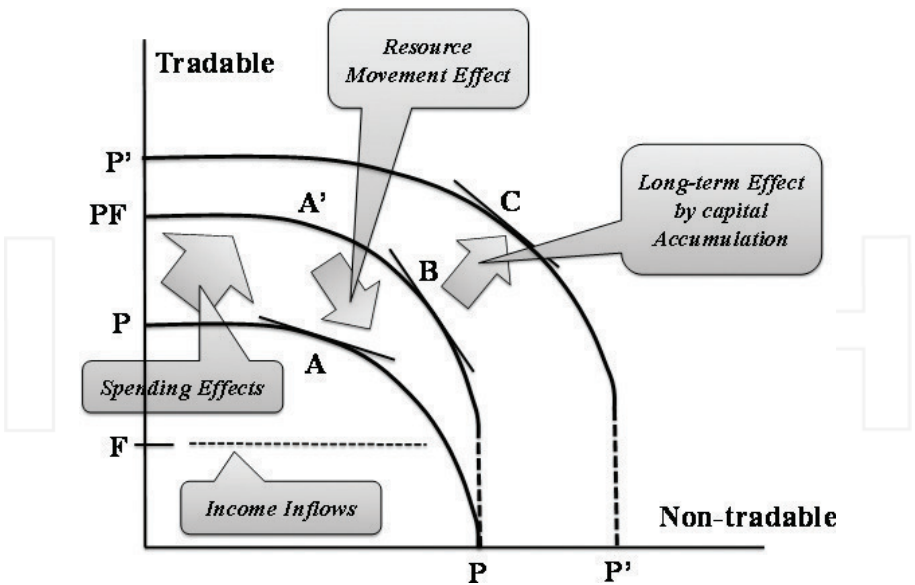 Resource
Movement Effect
Tradable
P’
A’
C
Long-term Effect
by capital
Accumulation
PF
B
P
A
Spending Effects
F
Income Inflows
Non-tradable
P
P’